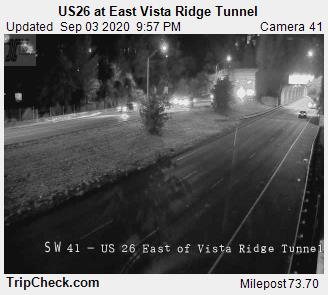 US26 at East Vista Ridge Tunnel
Updated Sep 03 2020 9:57 PM Camera 41
SW 41 - US 26 East of Vista Ridge Tunnel
TripCheck.com Milepost 73.70